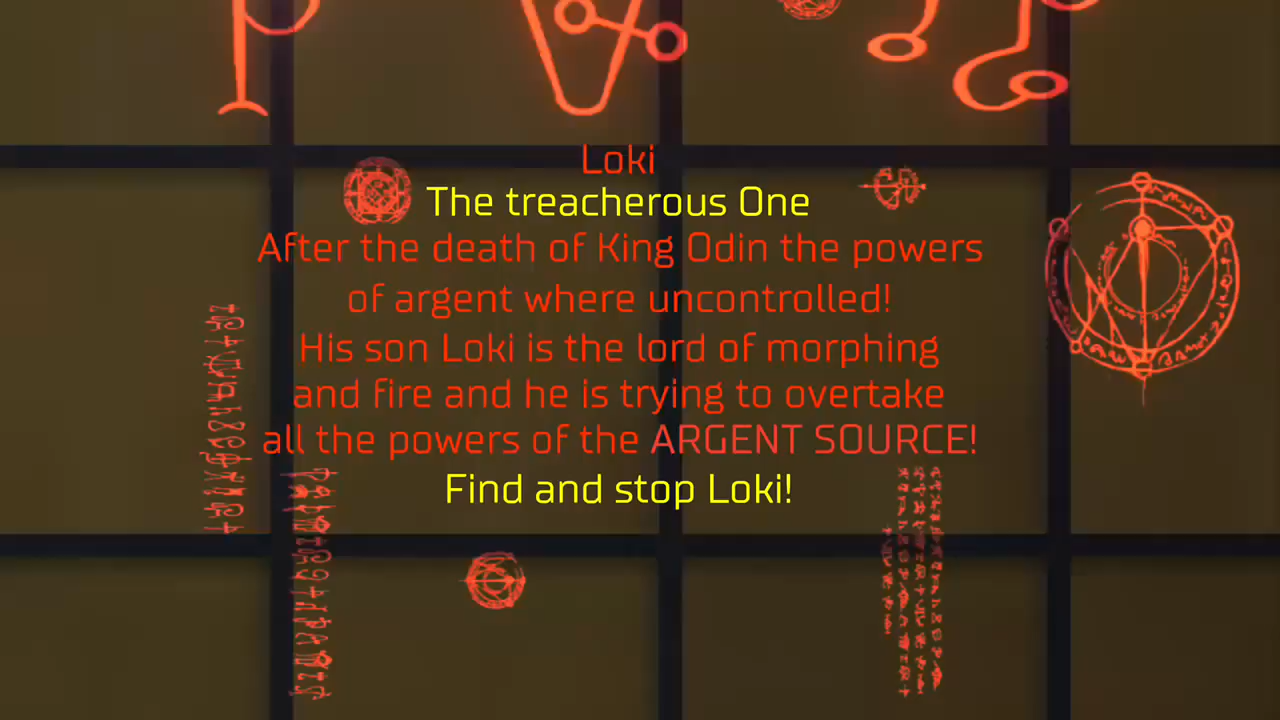 Loki
The treacherous One
After the death of King Odin the powers
of argent where uncontrolled!
His son Loki is the lord of morphing
and fire and he is trying to overtake
all the powers of the ARGENT SOURCE!
Find and stop Loki!